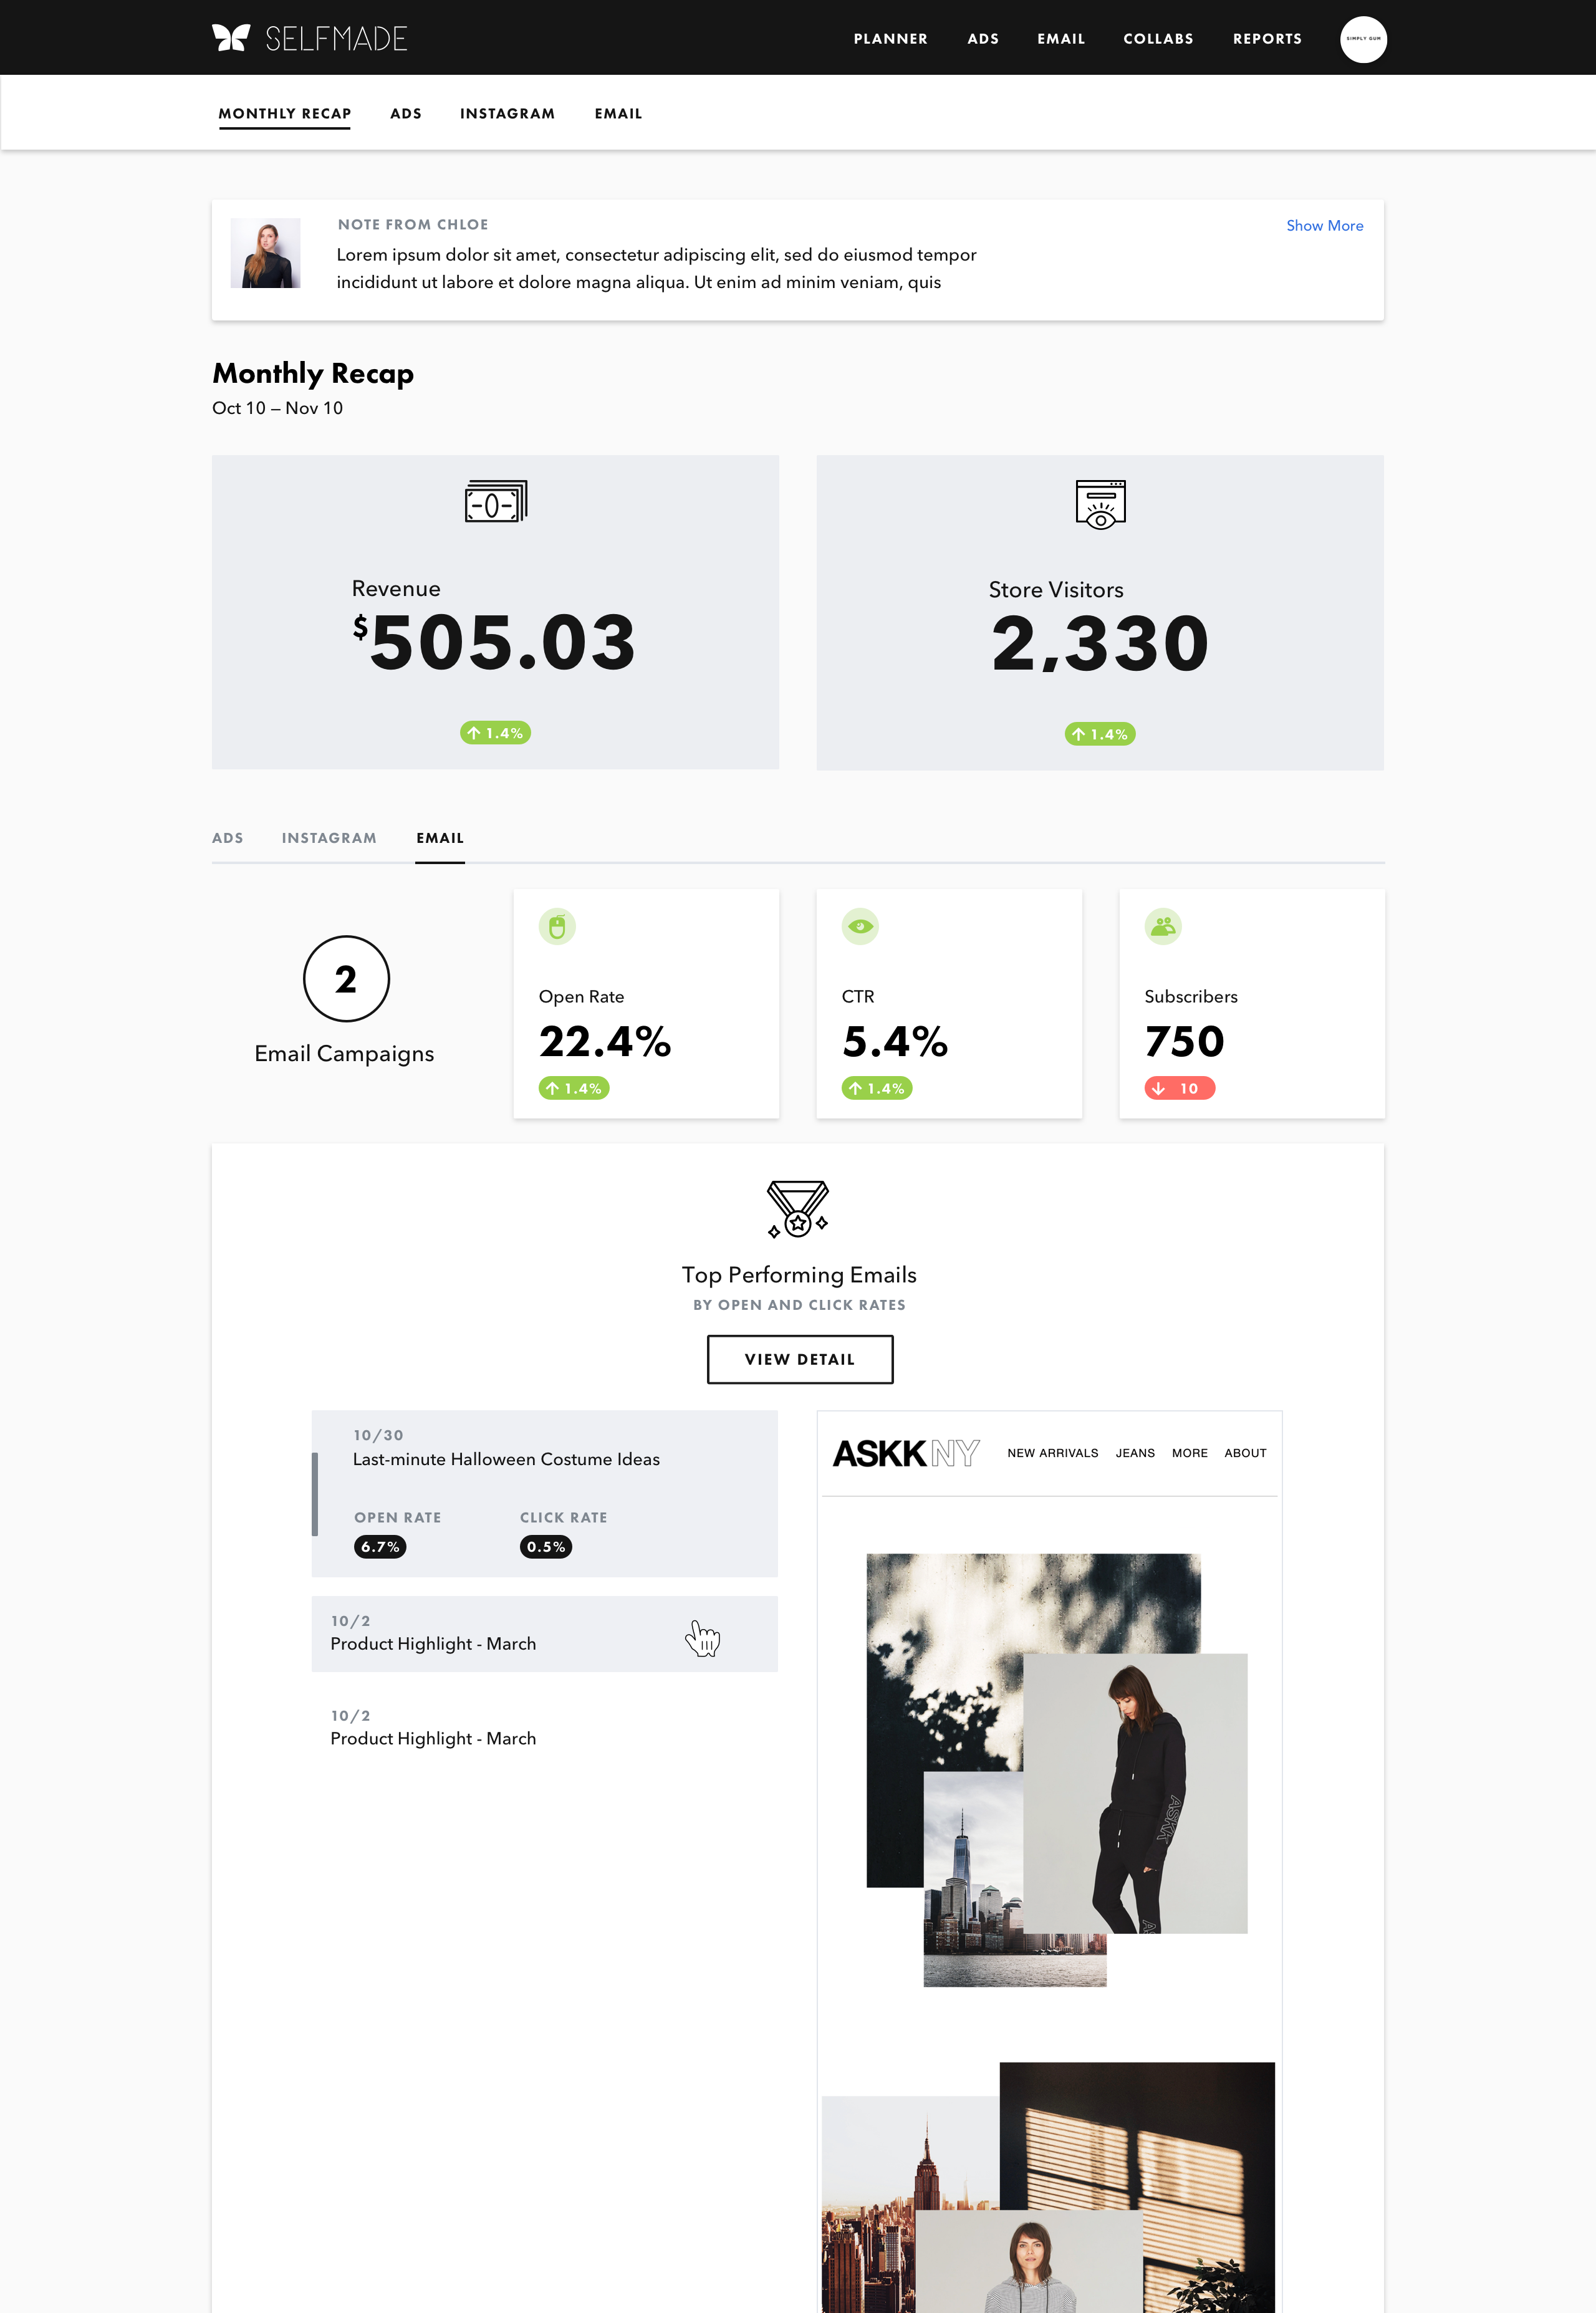 SELFMADE
PLANNER ADS EMAIL COLLABS REPORTS
SIMPLY GUM
MONTHLY RECAP ADS INSTAGRAM EMAIL
NOTE FROM CHLOE
Show More
Lorem ipsum dolor sit amet, consectetur adipiscing elit, sed do eiusmod tempor
incididunt ut labore et dolore magna aliqua. Ut enim ad minim veniam, quis
Monthly Recap
Oct 10 – Nov 10
Revenue
$505.03
1.4%
Store Visitors
2,330
1.4%
ADS INSTAGRAM EMAIL
2
Email Campaigns
Open Rate
22.4%
1.4%
CTR
5.4%
1.4%
Subscribers
750
10
Top Performing Emails
BY OPEN AND CLICK RATES
VIEW DETAIL
10/30
Last-minute Halloween Costume Ideas
OPEN RATE CLICK RATE
6.7% 0.5%
10/2
Product Highlight - March
10/2
Product Highlight - March
ASKKNY
NEW ARRIVALS JEANS MORE ABOUT
ASKK